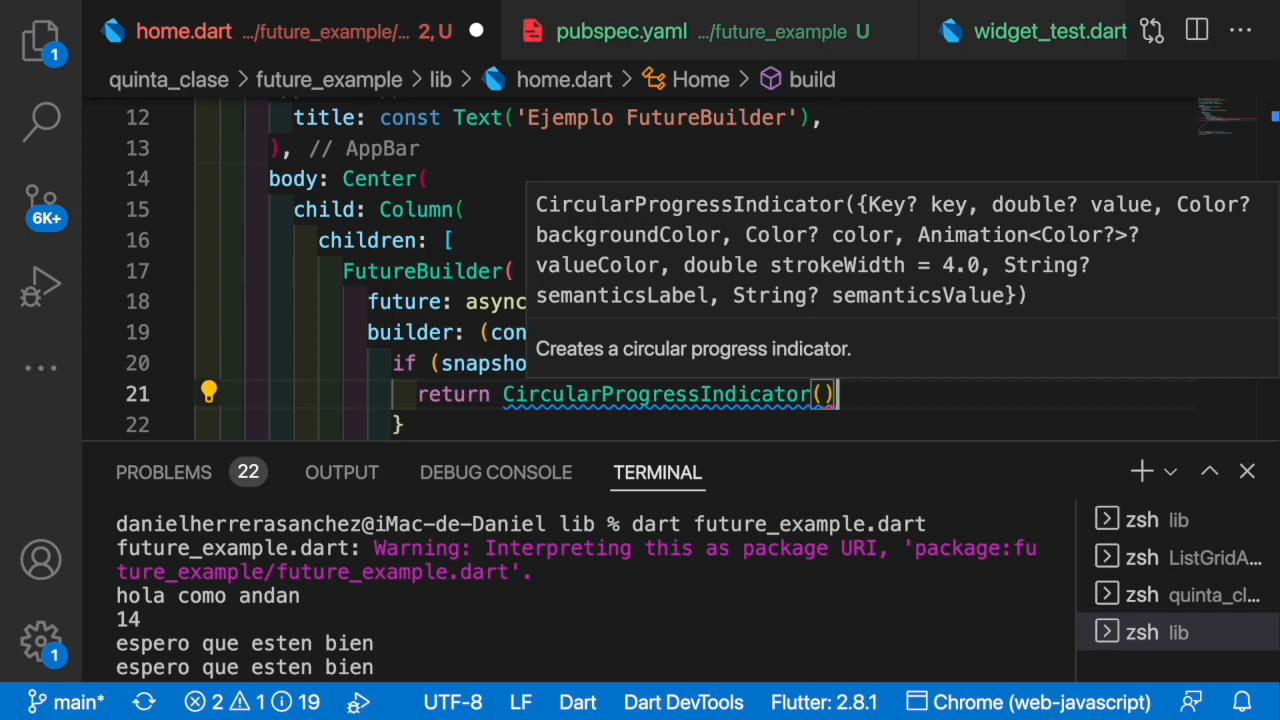 home.dart .../future_example/... 2, U
pubspec.yaml .../future_example U
widget_test.dart
1
quinta_clase > future_example > lib > home.dart > Home > build
12 title: const Text('Ejemplo FutureBuilder'),
13 ), // AppBar
14 body: Center(
15 child: Column(
16 children: [
17 FutureBuilder(
18 future: async
19 builder: (con
20 if (snapsho
21 return CircularProgressIndicator()
22 }
CircularProgressIndicator({Key? key, double? value, Color?
backgroundColor, Color? color, Animation<Color?>?
valueColor, double strokeWidth = 4.0, String?
semanticsLabel, String? semanticsValue})
Creates a circular progress indicator.
6K+
PROBLEMS 22 OUTPUT DEBUG CONSOLE TERMINAL
danielherrerasanchez@iMac-de-Daniel lib % dart future_example.dart
future_example.dart: Warning: Interpreting this as package URI, 'package:fu
ture_example/future_example.dart'.
hola como andan
14
espero que esten bien
espero que esten bien
zsh lib
zsh ListGridA...
zsh quinta_cl...
zsh lib
1
main* 2 1 19 UTF-8 LF Dart Dart DevTools Flutter: 2.8.1 Chrome (web-javascript)